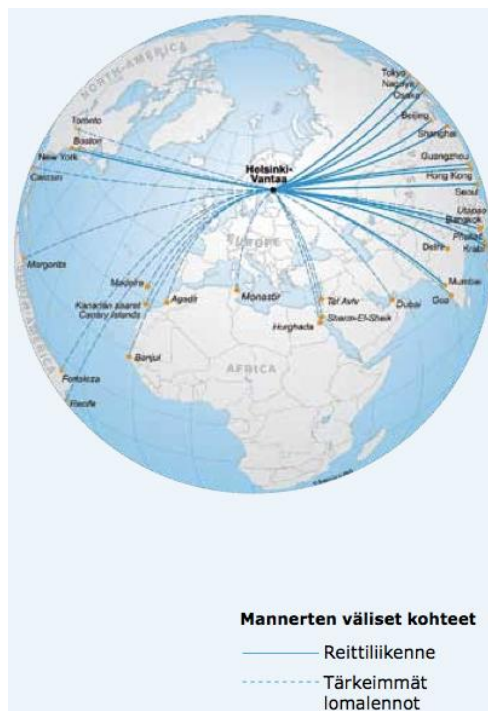 NORTH-AMERICA
Tokyo
Nagoya
Osaka
Toronto
Beijing
Boston
Shanghai
New York
Guangzhou
Helsinki-
Vantaa
Hong Kong
Seoul
Utapao
Bangkok
EUROPE
Phuket
Delhi
Krabi
Margarita
Madeira
Mumbai
Kanarian saaret
Canary Islands
Agadir
Monastir
Tel Aviv
Dubai
Goa
Hurghada
Sharm-El-Sheik
SOUTH AMERICA
Banjul
AFRICA
Fortaleza
Recife
Mannerten väliset kohteet
Reittiliikenne
Tärkeimmät
lomalennot